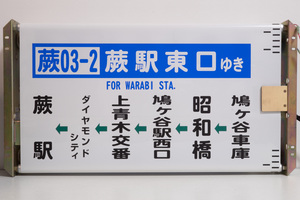 蕨03-2 蕨駅東口ゆき
FOR WARABI STA.
鳩ヶ谷車庫
←
昭和橋
←
鳩ヶ谷駅西口
←
上青木交番
←
ダイヤモンドシティ
←
蕨駅